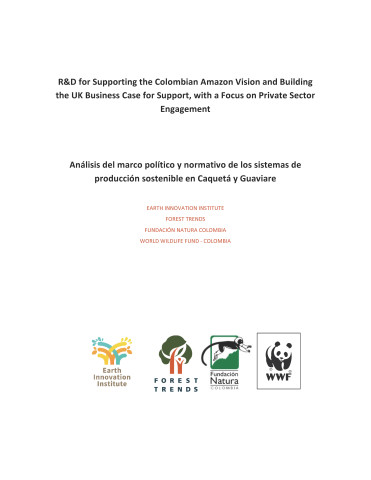 R&D for Supporting the Colombian Amazon Vision and Building
the UK Business Case for Support, with a Focus on Private Sector
Engagement
Análisis del marco político y normativo de los sistemas de
producción sostenible en Caquetá y Guaviare
EARTH INNOVATION INSTITUTE
FOREST TRENDS
FUNDACIÓN NATURA COLOMBIA
WORLD WILDLIFE FUND - COLOMBIA
Earth
Innovation
Institute
FOREST
TRENDS
Fundación
Natura
COLOMBIA
WWF